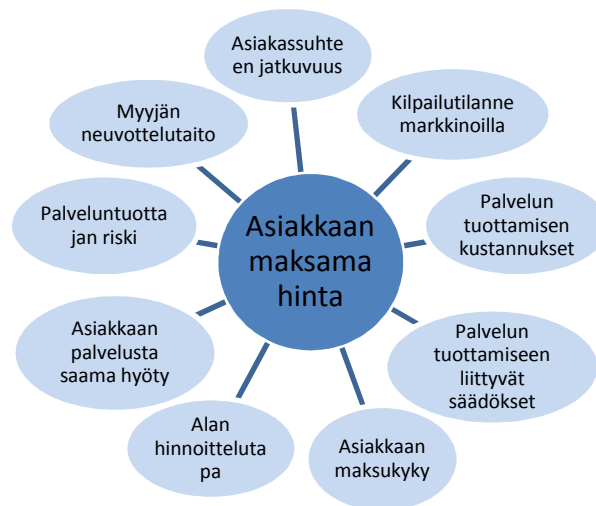 Asiakassuhte
en jatkuvuus
Kilpailutilanne
markkinoilla
Palvelun
tuottamisen
kustannukset
Palvelun
tuottamiseen
liittyvät
säädökset
Asiakkaan
maksukyky
Alan
hinnoitteluta
pa
Asiakkaan
palvelusta
saama hyöty
Palveluntuotta
jan riski
Myyjän
neuvottelutaito
Asiakkaan
maksama
hinta